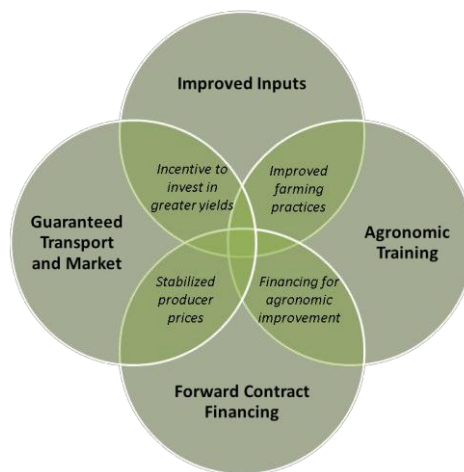 Improved Inputs
Incentive to
invest in
greater yields
Improved
farming
practices
Guaranteed
Transport
and Market
Agronomic
Training
Stabilized
producer
prices
Financing for
agronomic
improvement
Forward Contract
Financing